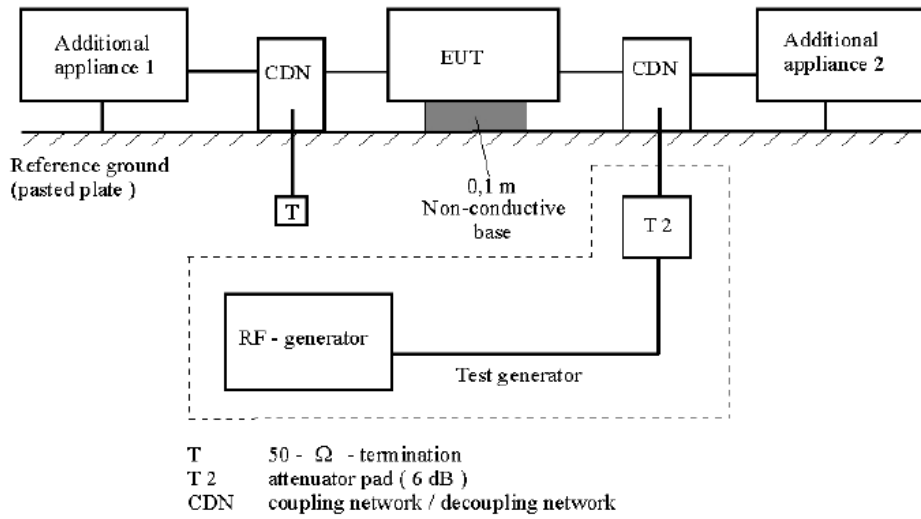 Additional
appliance 1
CDN
EUT
CDN
Additional
appliance 2
Reference ground
(pasted plate )
0,1 m
Non-conductive
base
T
T 2
RF - generator
Test generator
T 50 - Ω - termination
T 2 attenuator pad ( 6 dB )
CDN coupling network / decoupling network